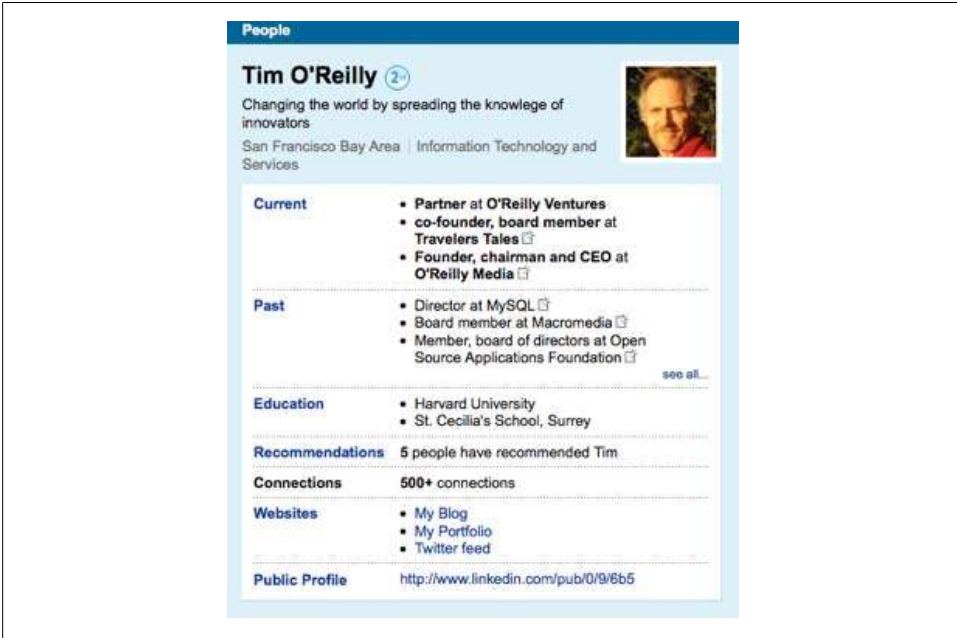 People
Tim O'Reilly 2nd
Changing the world by spreading the knowlege of
innovators
San Francisco Bay Area | Information Technology and
Services
Current
• Partner at O'Reilly Ventures
• co-founder, board member at
Travelers Tales
• Founder, chairman and CEO at
O'Reilly Media
Past
• Director at MySQL
• Board member at Macromedia
• Member, board of directors at Open
Source Applications Foundation
see all...
Education
• Harvard University
• St. Cecilia's School, Surrey
Recommendations 5 people have recommended Tim
Connections 500+ connections
Websites
• My Blog
• My Portfolio
• Twitter feed
Public Profile http://www.linkedin.com/pub/0/9/6b5